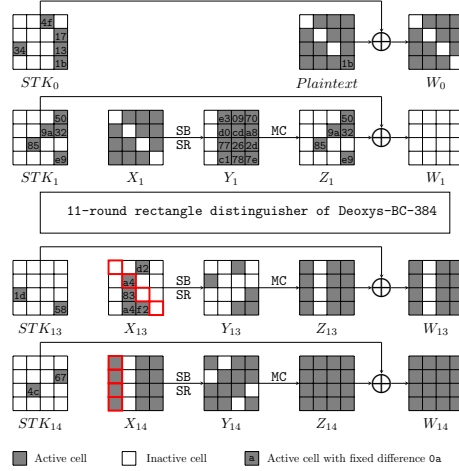 4f
17
34 13
1b 1b
STK0 Plaintext W0
50 e3 09 70 50
9a 32 d0 cd a8 9a 32
SB MC
85 77 26 2d 85
SR
e9 c1 78 7e e9
STK1 X1 Y1 Z1 W1
11-round rectangle distinguisher of Deoxys-BC-384
d2
a4 SB MC
1d 83 SR
58 a4 f2
STK13 X13 Y13 Z13 W13
67 SB MC
4c SR
STK14 X14 Y14 Z14 W14
Active cell Inactive cell a Active cell with fixed difference 0a